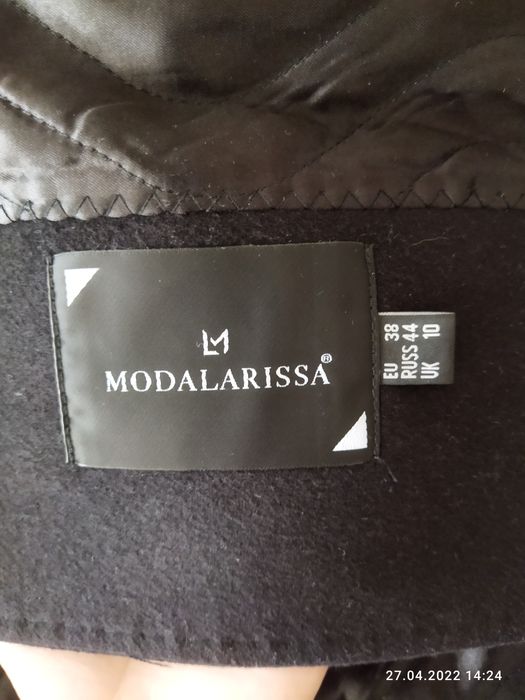 LM
MODALARISSA®
EU 38
RUSS 44
UK 10
27.04.2022 14:24